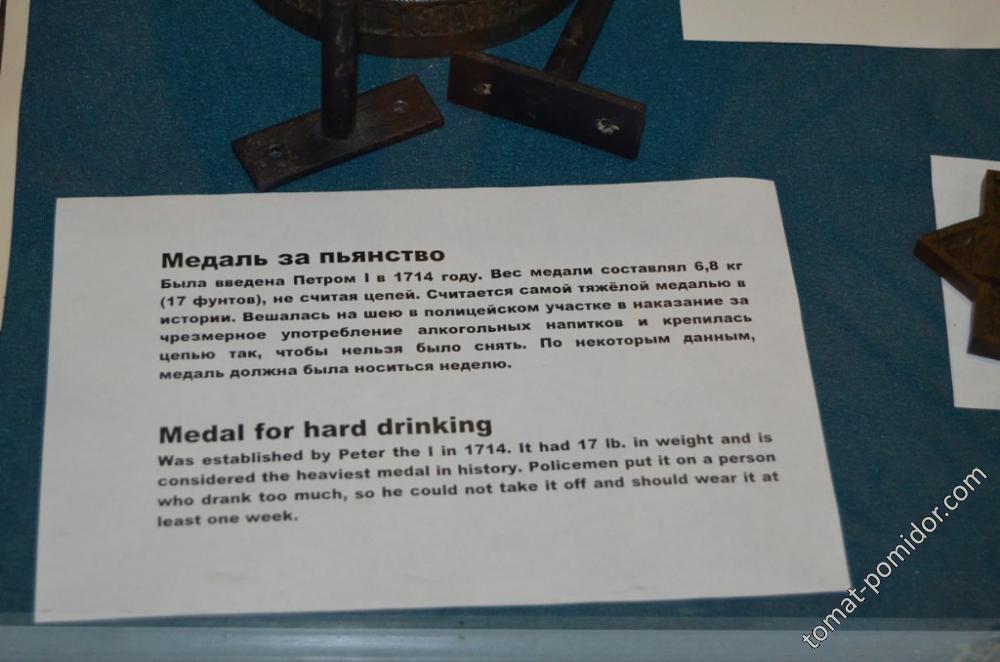 Медаль за пьянство
Была введена Петром I в 1714 году. Вес медали составлял 6,8 кг
(17 фунтов), не считая цепей. Считается самой тяжёлой медалью в
истории. Вешалась на шею в полицейском участке в наказание за
чрезмерное употребление алкогольных напитков и крепилась
цепью так, чтобы нельзя было снять. По некоторым данным,
медаль должна была носиться неделю.
Medal for hard drinking
Was established by Peter the I in 1714. It had 17 lb. in weight and is
considered the heaviest medal in history. Policemen put it on a person
who drank too much, so he could not take it off and should wear it at
least one week.
tomat-pomidor.com